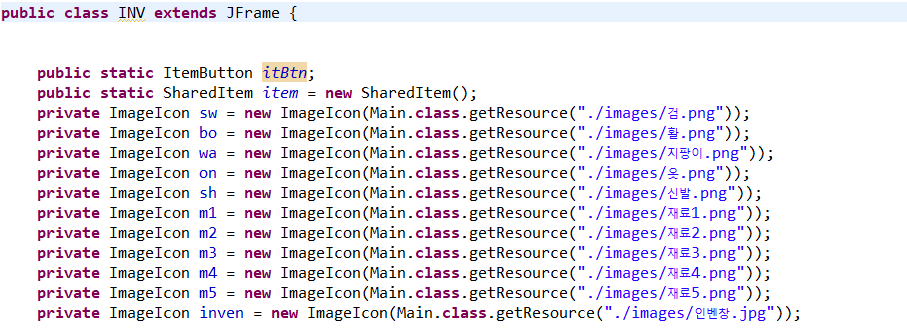 public class INV extends JFrame {
public static ItemButton itBtn;
public static SharedItem item = new SharedItem();
private ImageIcon sw = new ImageIcon(Main.class.getResource("./images/검.png"));
private ImageIcon bo = new ImageIcon(Main.class.getResource("./images/활.png"));
private ImageIcon wa = new ImageIcon(Main.class.getResource("./images/지팡이.png"));
private ImageIcon on = new ImageIcon(Main.class.getResource("./images/옷.png"));
private ImageIcon sh = new ImageIcon(Main.class.getResource("./images/신발.png"));
private ImageIcon m1 = new ImageIcon(Main.class.getResource("./images/재료1.png"));
private ImageIcon m2 = new ImageIcon(Main.class.getResource("./images/재료2.png"));
private ImageIcon m3 = new ImageIcon(Main.class.getResource("./images/재료3.png"));
private ImageIcon m4 = new ImageIcon(Main.class.getResource("./images/재료4.png"));
private ImageIcon m5 = new ImageIcon(Main.class.getResource("./images/재료5.png"));
private ImageIcon inven = new ImageIcon(Main.class.getResource("./images/인벤창.jpg"));